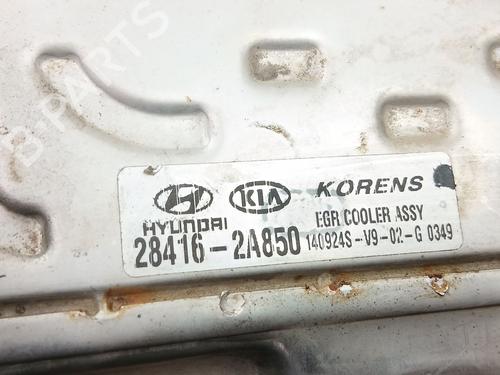 B-PARTS
KIA KORENS
HYUNDAI EGR COOLER ASSY
28416-2A850 140924S-V9-02-G 0349